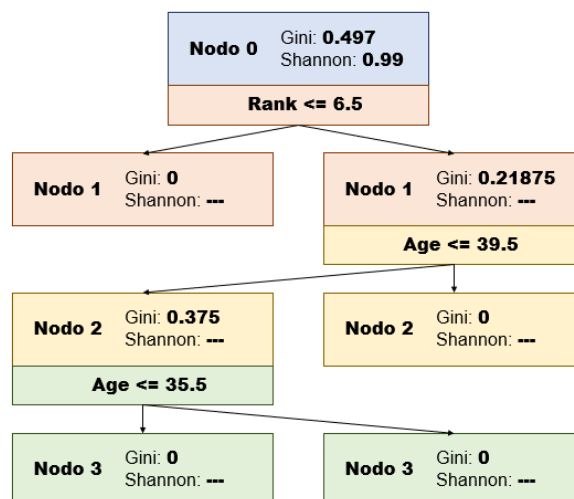 Nodo 0
Gini: 0.497
Shannon: 0.99
Rank <= 6.5
Nodo 1
Gini: 0
Shannon: ---
Nodo 1
Gini: 0.21875
Shannon: ---
Age <= 39.5
Nodo 2
Gini: 0.375
Shannon: ---
Age <= 35.5
Nodo 2
Gini: 0
Shannon: ---
Nodo 3
Gini: 0
Shannon: ---
Nodo 3
Gini: 0
Shannon: ---